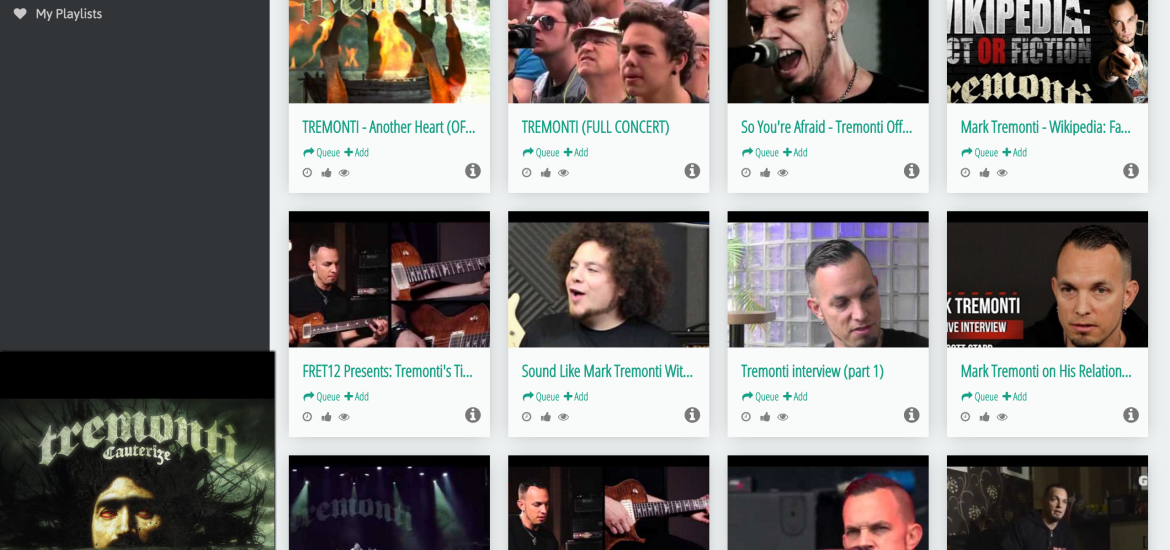 My Playlists
tremonti
WIKIPEDIA:
CT OR FICTION
Tremonti
TREMONTI - Another Heart (OF...
TREMONTI (FULL CONCERT)
So You're Afraid - Tremonti Off...
Mark Tremonti - Wikipedia: Fa...
Queue Add
Queue Add
Queue Add
Queue Add
K TREMONTI
VE INTERVIEW
OTT STARR
FRET12 Presents: Tremonti's Ti...
Sound Like Mark Tremonti Wit...
Tremonti interview (part 1)
Mark Tremonti on His Relation...
Queue Add
Queue Add
Queue Add
Queue Add
tremonti
Cauterize
tremonti